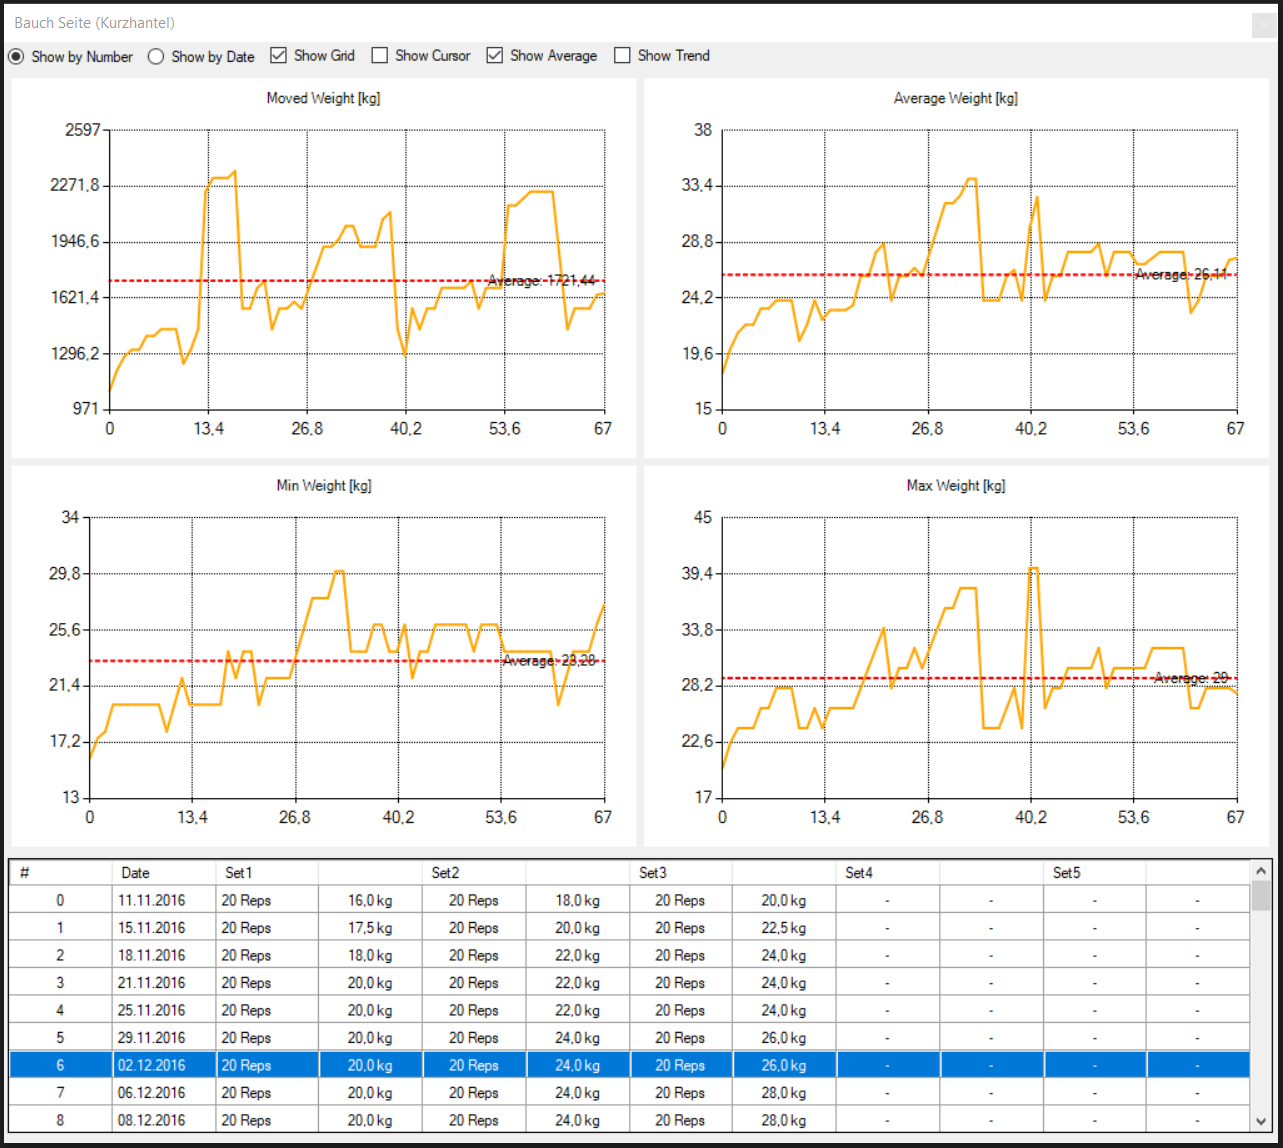 Bauch Seite (Kurzhantel)
Show by Number Show by Date Show Grid Show Cursor Show Average Show Trend
Moved Weight [kg]
2597
2271,8
1946,6
1621,4
1296,2
971
0 13,4 26,8 40,2 53,6 67
Average: 1721,44
Average Weight [kg]
38
33,4
28,8
24,2
19,6
15
0 13,4 26,8 40,2 53,6 67
Average: 26,11
Min Weight [kg]
34
29,8
25,6
21,4
17,2
13
0 13,4 26,8 40,2 53,6 67
Average: 23,28
Max Weight [kg]
45
39,4
33,8
28,2
22,6
17
0 13,4 26,8 40,2 53,6 67
Average: 29
# Date Set1 Set2 Set3 Set4 Set5
0 11.11.2016 20 Reps 16,0 kg 20 Reps 18,0 kg 20 Reps 20,0 kg - - - -
1 15.11.2016 20 Reps 17,5 kg 20 Reps 20,0 kg 20 Reps 22,5 kg - - - -
2 18.11.2016 20 Reps 18,0 kg 20 Reps 22,0 kg 20 Reps 24,0 kg - - - -
3 21.11.2016 20 Reps 20,0 kg 20 Reps 22,0 kg 20 Reps 24,0 kg - - - -
4 25.11.2016 20 Reps 20,0 kg 20 Reps 22,0 kg 20 Reps 24,0 kg - - - -
5 29.11.2016 20 Reps 20,0 kg 20 Reps 24,0 kg 20 Reps 26,0 kg - - - -
6 02.12.2016 20 Reps 20,0 kg 20 Reps 24,0 kg 20 Reps 26,0 kg - - - -
7 06.12.2016 20 Reps 20,0 kg 20 Reps 24,0 kg 20 Reps 28,0 kg - - - -
8 08.12.2016 20 Reps 20,0 kg 20 Reps 24,0 kg 20 Reps 28,0 kg - - - -